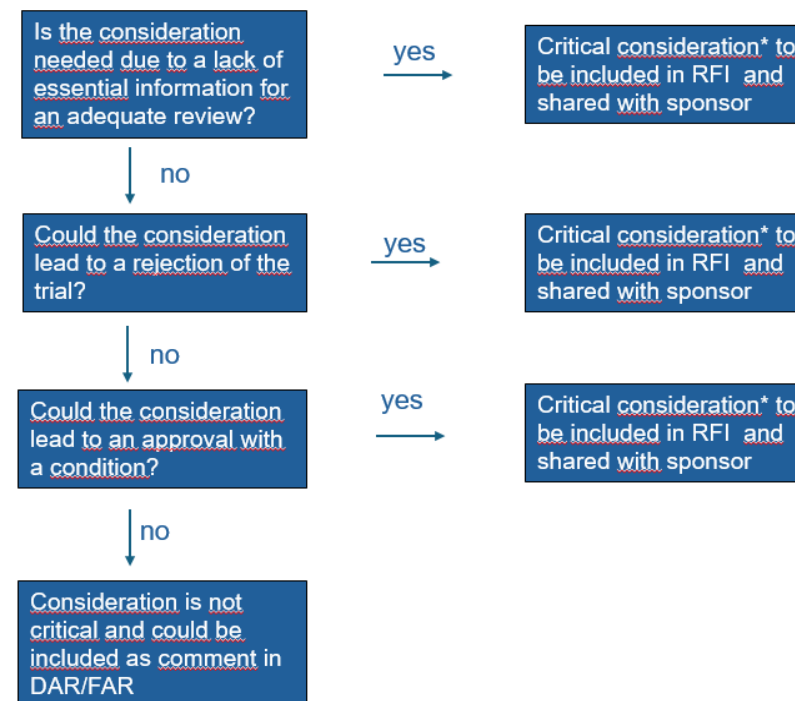 Is the consideration
needed due to a lack of
essential information for
an adequate review?
yes
Critical consideration* to
be included in RFI and
shared with sponsor
no
Could the consideration
lead to a rejection of the
trial?
yes
Critical consideration* to
be included in RFI and
shared with sponsor
no
Could the consideration
lead to an approval with
a condition?
yes
Critical consideration* to
be included in RFI and
shared with sponsor
no
Consideration is not
critical and could be
included as comment in
DAR/FAR